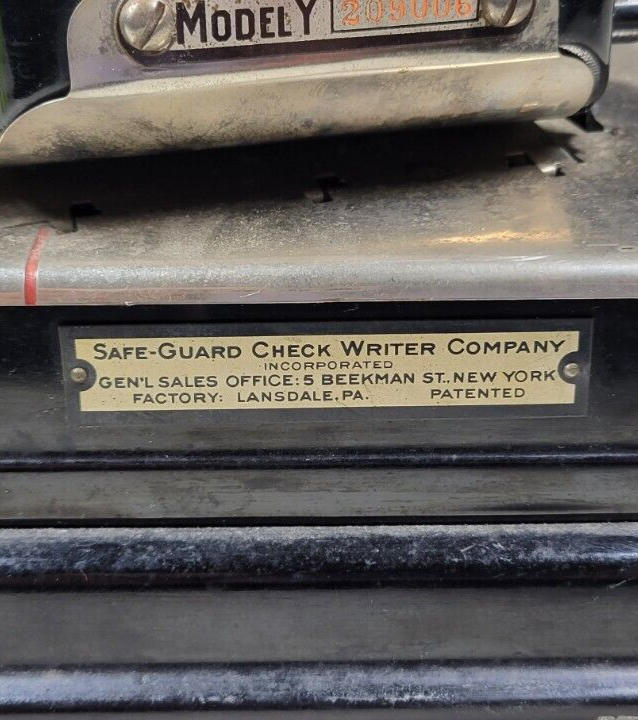 MODEL Y 209006
SAFE-GUARD CHECK WRITER COMPANY
INCORPORATED
GEN'L SALES OFFICE: 5 BEEKMAN ST., NEW YORK
FACTORY: LANSDALE, PA. PATENTED